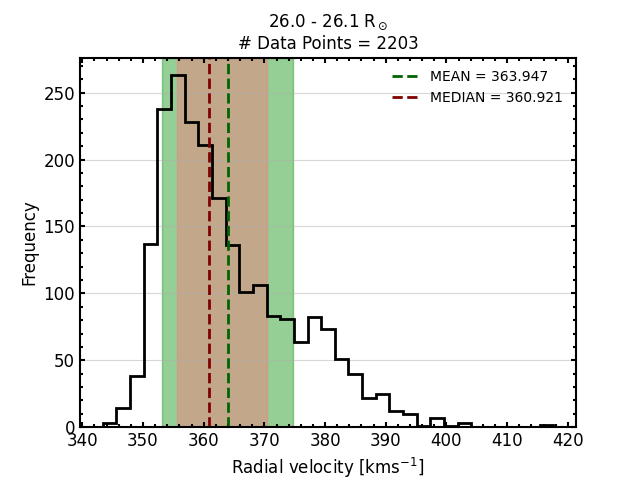 26.0 - 26.1 R⊙
# Data Points = 2203
MEAN = 363.947
MEDIAN = 360.921
Frequency
250
200
150
100
50
0
340 350 360 370 380 390 400 410 420
Radial velocity [kms⁻¹]